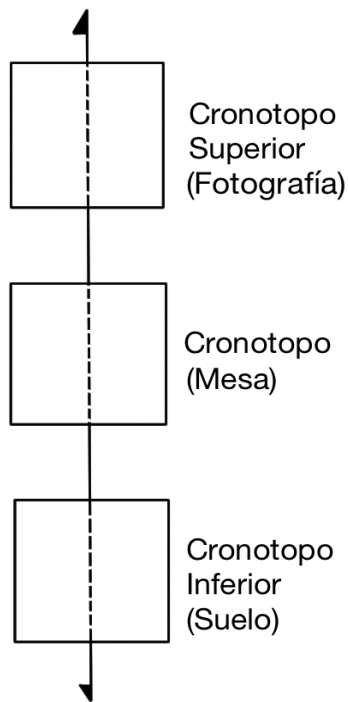 Cronotopo
Superior
(Fotografía)
Cronotopo
(Mesa)
Cronotopo
Inferior
(Suelo)